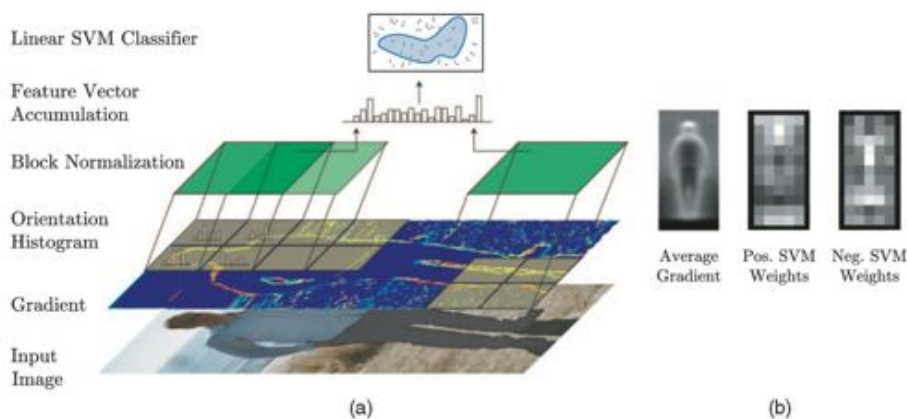 Linear SVM Classifier
Feature Vector
Accumulation
Block Normalization
Orientation
Histogram
Gradient
Input
Image
(a)
Average
Gradient
Pos. SVM
Weights
Neg. SVM
Weights
(b)